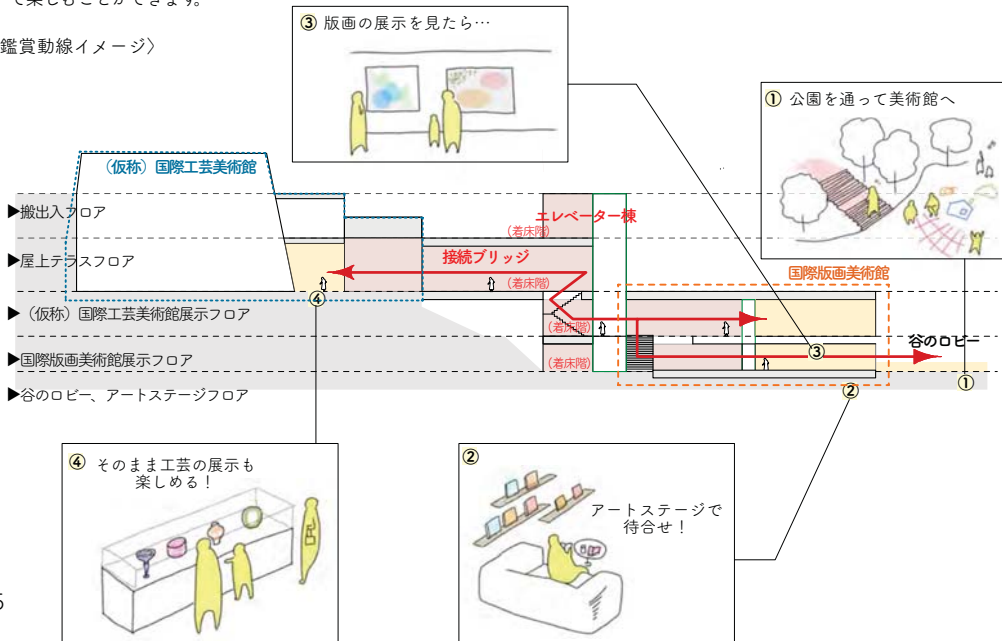 で楽しむことができます。
鑑賞動線イメージ〉
③ 版画の展示を見たら…
① 公園を通って美術館へ
（仮称）国際工芸美術館
エレベーター棟
（着床階）
▶搬出入フロア
接続ブリッジ
（着床階）
▶屋上テラスフロア
国際版画美術館
④
▶（仮称）国際工芸美術館展示フロア
（着床階）
谷のロビー
③
▶国際版画美術館展示フロア
（着床階）
①
②
▶谷のロビー、アートステージフロア
④ そのまま工芸の展示も
楽しめる！
②
アートステージで
待合せ！